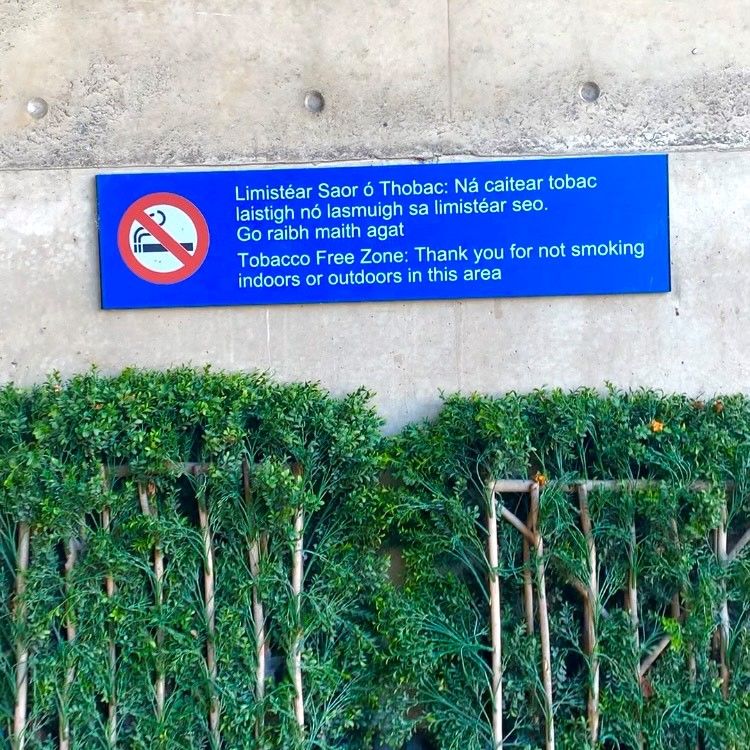 Limistéar Saor ó Thobac: Ná caitear tobac
laistigh nó lasmuigh sa limistéar seo.
Go raibh maith agat
Tobacco Free Zone: Thank you for not smoking
indoors or outdoors in this area